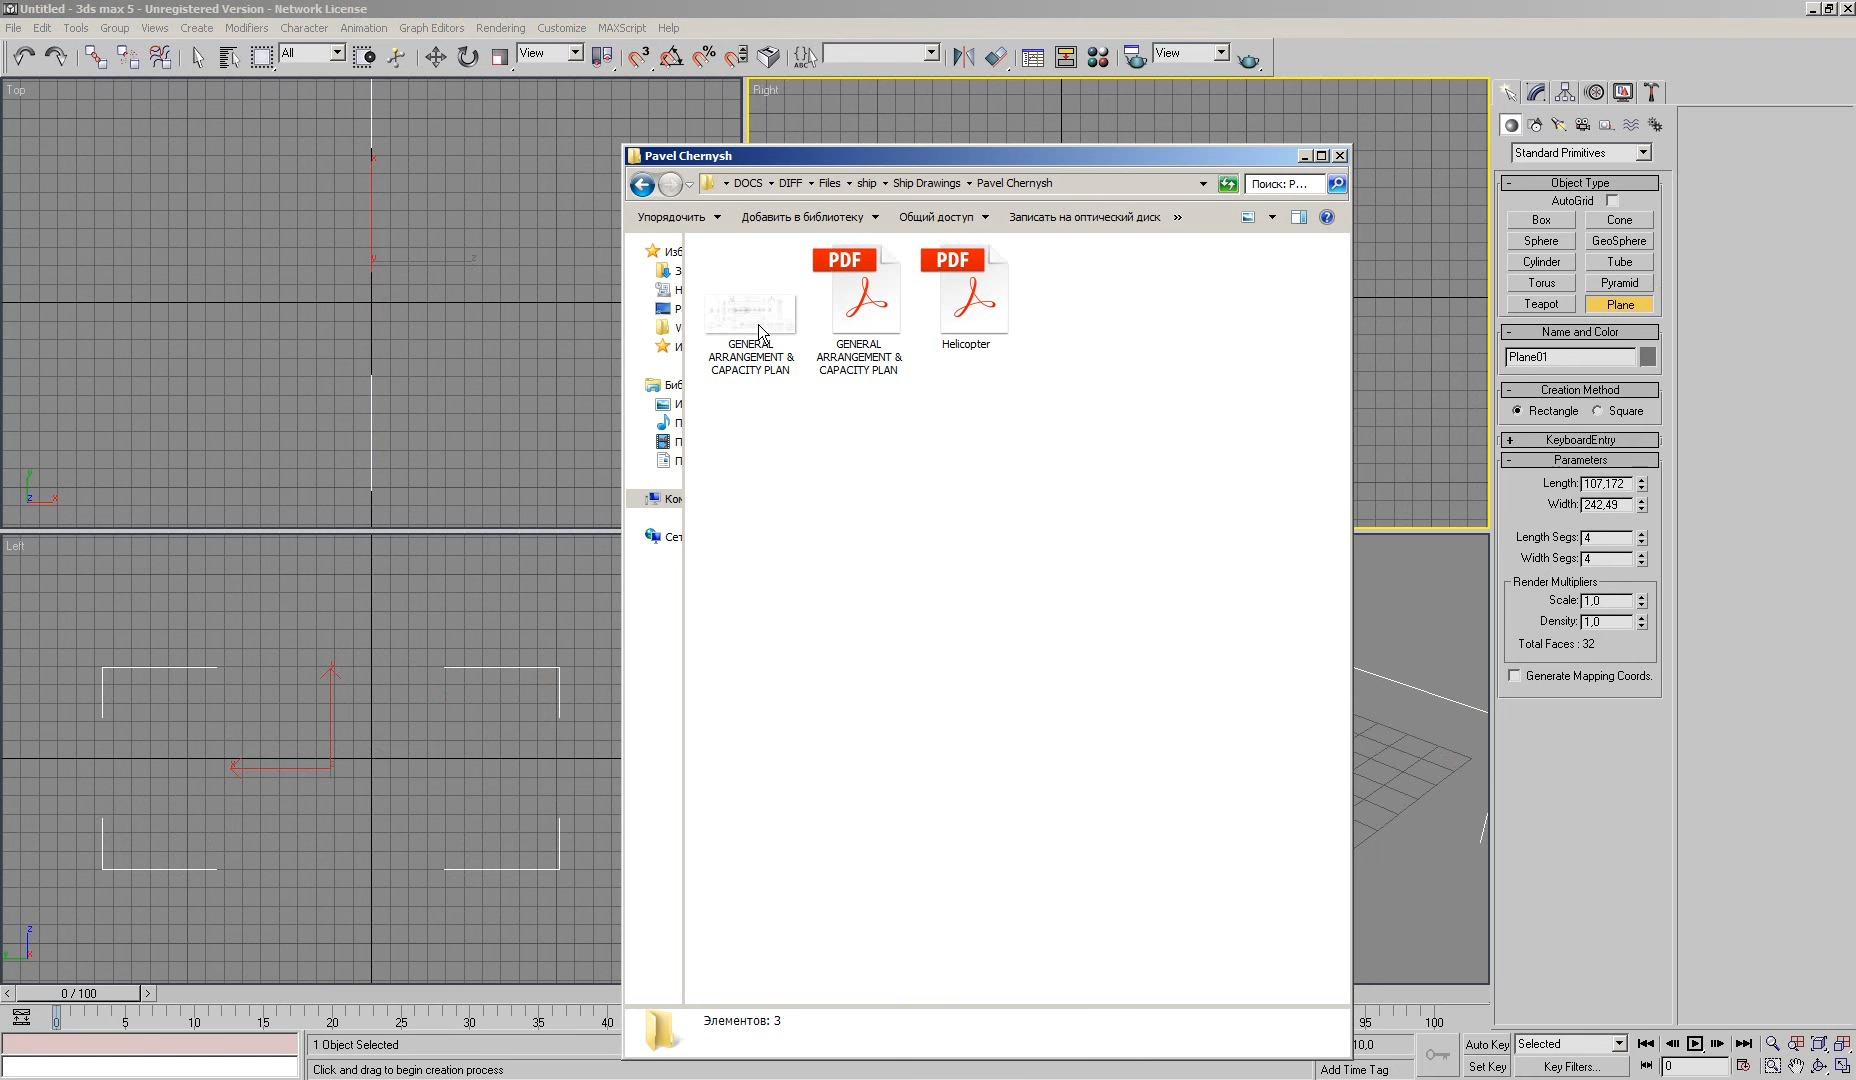 Untitled - 3ds max 5 - Unregistered Version - Network License
File Edit Tools Group Views Create Modifiers Character Animation Graph Editors Rendering Customize MAXScript Help
All View 3 % ABC View
Top
Right
Left
Pavel Chernysh
DOCS DIFF Files ship Ship Drawings Pavel Chernysh Поиск: P...
Упорядочить Добавить в библиотеку Общий доступ Записать на оптический диск »
PDF PDF
GENERAL ARRANGEMENT & CAPACITY PLAN
GENERAL ARRANGEMENT & CAPACITY PLAN
Helicopter
Элементов: 3
Standard Primitives
- Object Type
AutoGrid
Box Cone
Sphere GeoSphere
Cylinder Tube
Torus Pyramid
Teapot Plane
- Name and Color
Plane01
- Creation Method
Rectangle Square
+ KeyboardEntry
- Parameters
Length: 107,172
Width: 242,49
Length Segs: 4
Width Segs: 4
Render Multipliers
Scale: 1,0
Density: 1,0
Total Faces : 32
Generate Mapping Coords.
< 0 / 100 >
0 5 10 15 20 25 30 35 40 95 100
1 Object Selected
10,0
Auto Key Selected
Click and drag to begin creation process
Add Time Tag
Set Key Key Filters... 0